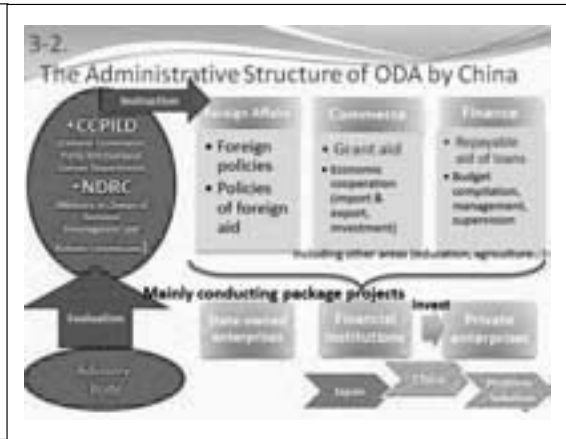 3-2.
The Administrative Structure of ODA by China
Instruction
Foreign Affairs
Commerce
Finance
•CCPILD
•NDRC
• Foreign
policies
• Policies
of foreign
aid
• Grant aid
• Economic
cooperation
(import &
export,
investment)
• Repayable
aid of loans
• Budget
compilation,
management,
supervision
Including other areas (education, agriculture
Mainly conducting package projects
invest
Evaluation
State owned
enterprises
Financial
Institutions
Private
enterprises
Advisory
Japan
China
Problem
Solution